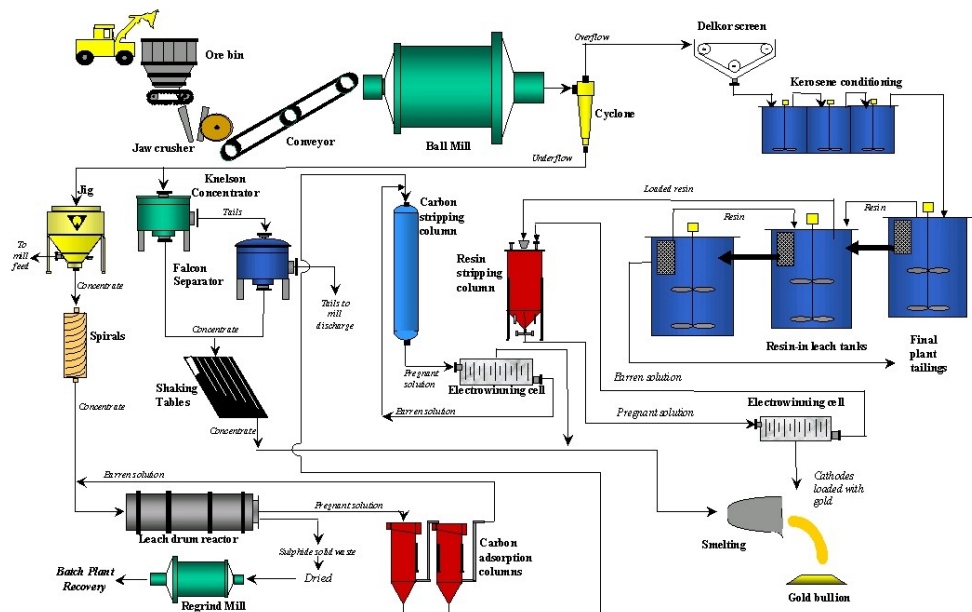 Ore bin
Jaw crusher
Conveyor
Ball Mill
Overflow
Cyclone
Underflow
Delkor screen
Kerosene conditioning
Jig
To
mill
feed
Concentrate
Spirals
Concentrate
Knelson
Concentrator
Tails
Falcon
Separator
Tails to
mill
discharge
Concentrate
Shaking
Tables
Concentrate
Carbon
stripping
column
Pregnant
solution
Electrowinning cell
Barren solution
Loaded resin
Resin
stripping
column
Resin
Resin
Resin-in leach tanks
Final
plant
tailings
Barren solution
Electrowinning cell
Pregnant solution
Cathodes
loaded with
gold
Smelting
Gold bullion
Barren solution
Leach drum reactor
Pregnant solution
Sulphide solid waste
Dried
Carbon
adsorption
columns
Batch Plant
Recovery
Regrind Mill